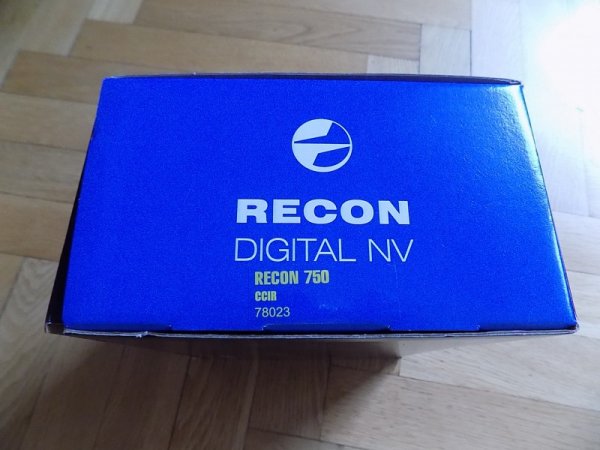 RECON
DIGITAL NV
RECON 750
CCIR
78023